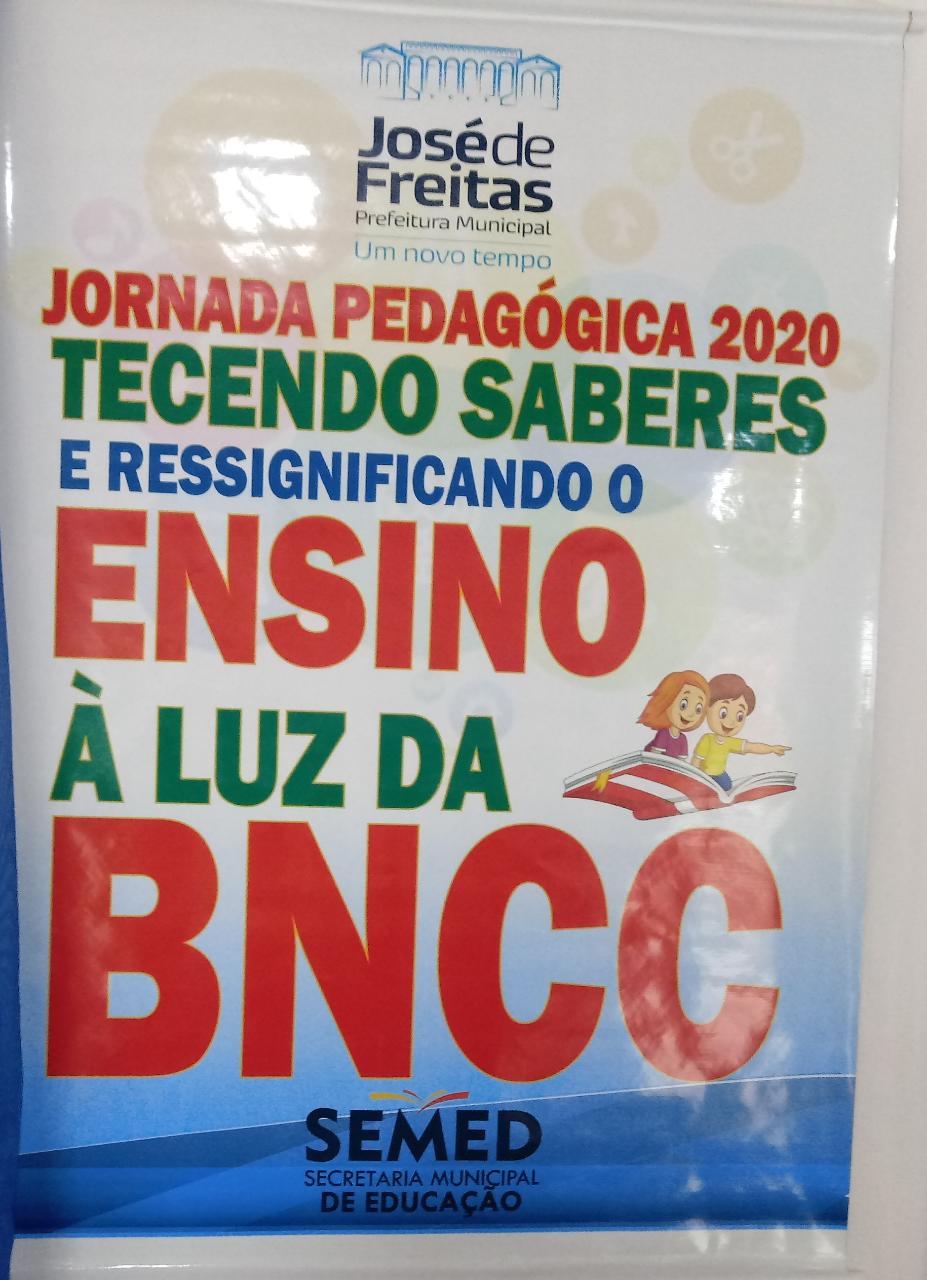 José de
Freitas
Prefeitura Municipal
Um novo tempo
JORNADA PEDAGÓGICA 2020
TECENDO SABERES
E RESSIGNIFICANDO O
ENSINO
À LUZ DA
BNCC
SEMED
SECRETARIA MUNICIPAL
DE EDUCAÇÃO